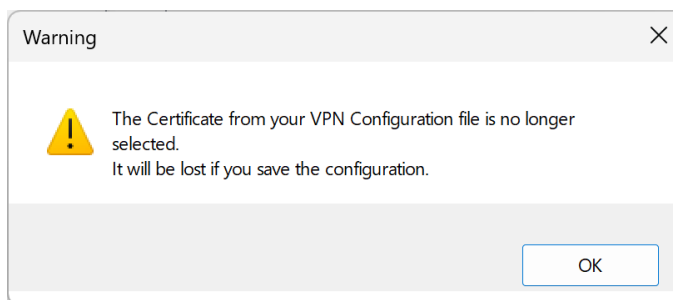 Warning
The Certificate from your VPN Configuration file is no longer
selected.
It will be lost if you save the configuration.
OK